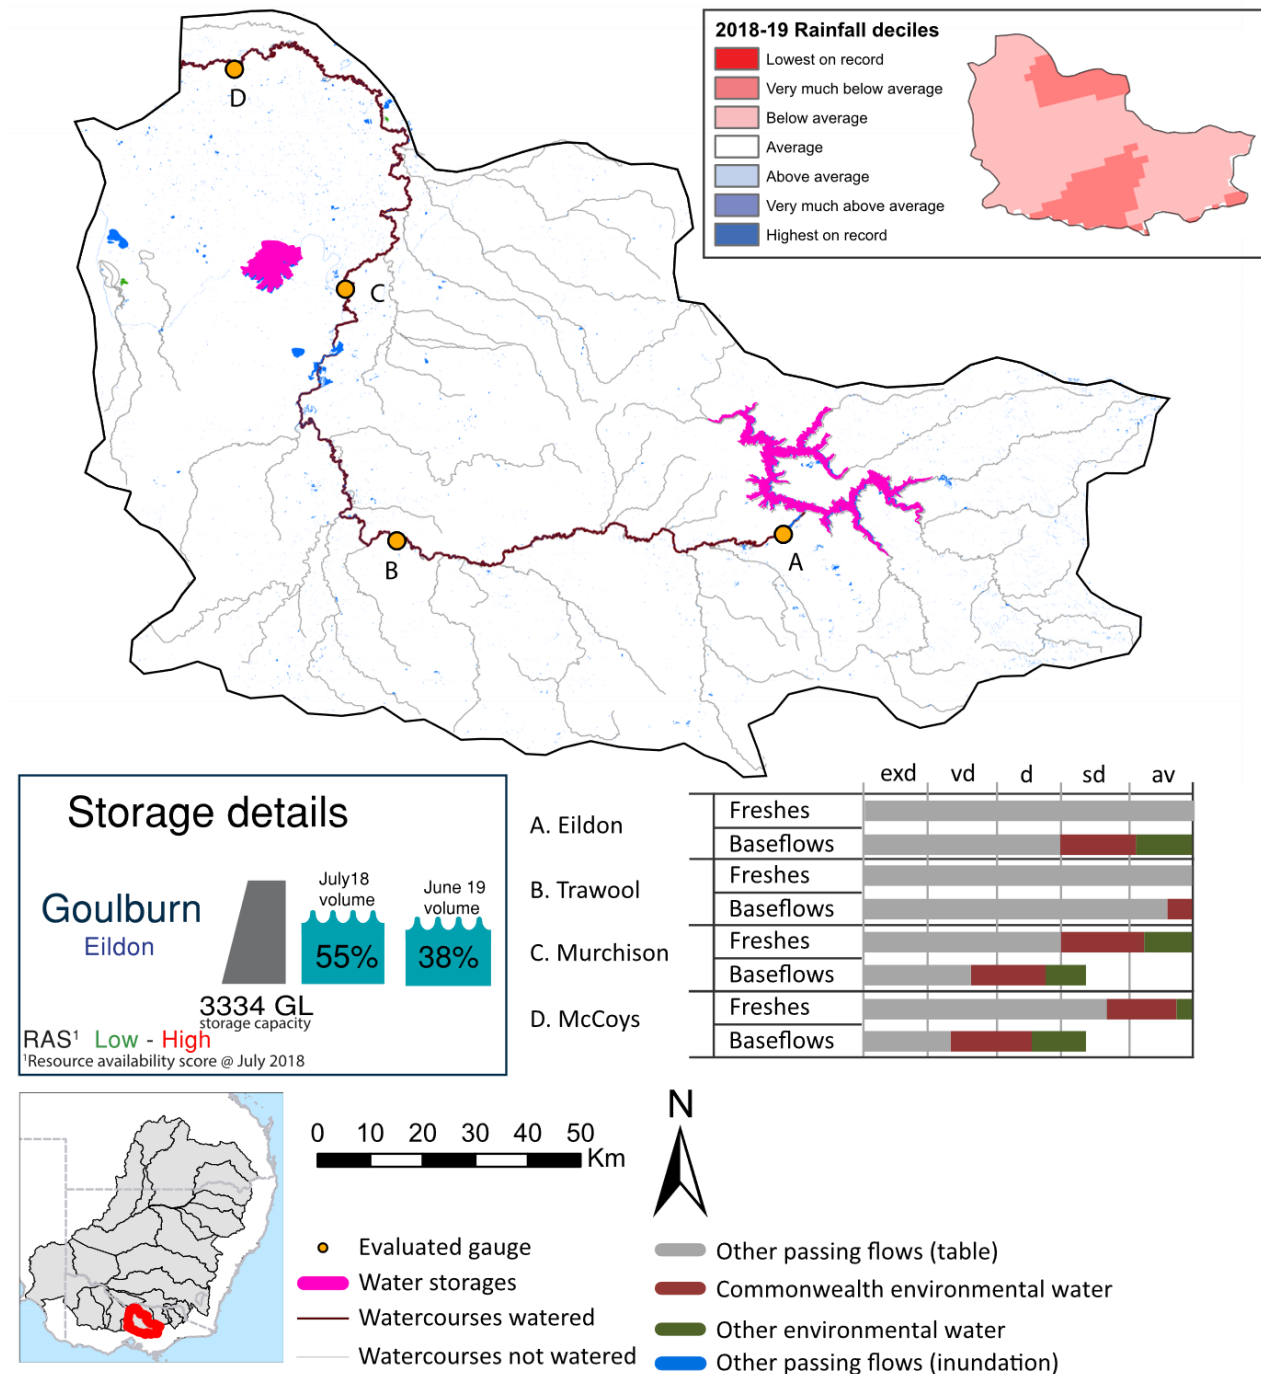 2018-19 Rainfall deciles
Lowest on record
Very much below average
Below average
Average
Above average
Very much above average
Highest on record
D
C
B
A
Storage details
Goulburn
Eildon
July18
volume
55%
June 19
volume
38%
3334 GL
storage capacity
RAS¹ Low - High
¹Resource availability score @ July 2018
exd vd d sd av
A. Eildon
Freshes
Baseflows
B. Trawool
Freshes
Baseflows
C. Murchison
Freshes
Baseflows
D. McCoys
Freshes
Baseflows
0 10 20 30 40 50
Km
N
Evaluated gauge
Water storages
Watercourses watered
Watercourses not watered
Other passing flows (table)
Commonwealth environmental water
Other environmental water
Other passing flows (inundation)